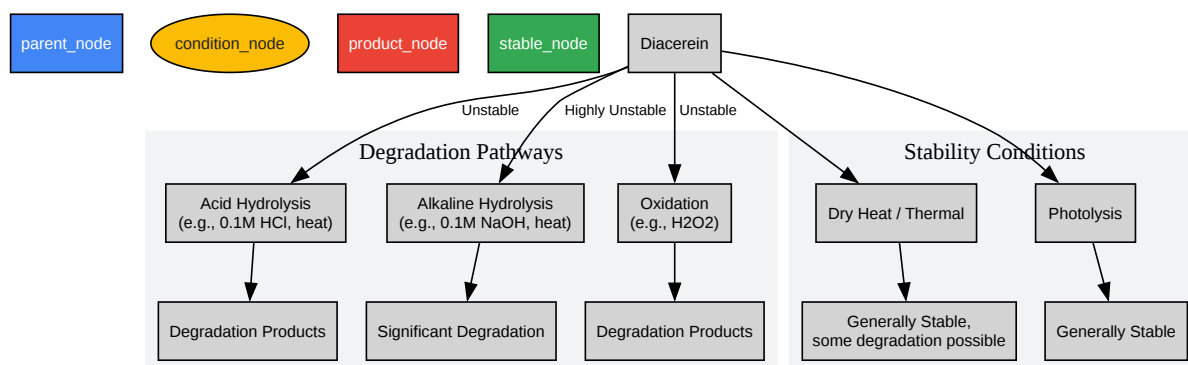 parent_node
condition_node
product_node
stable_node
Diacerein
Unstable
Highly Unstable
Unstable
Degradation Pathways
Stability Conditions
Acid Hydrolysis
(e.g., 0.1M HCl, heat)
Alkaline Hydrolysis
(e.g., 0.1M NaOH, heat)
Oxidation
(e.g., H2O2)
Dry Heat / Thermal
Photolysis
Degradation Products
Significant Degradation
Degradation Products
Generally Stable,
some degradation possible
Generally Stable